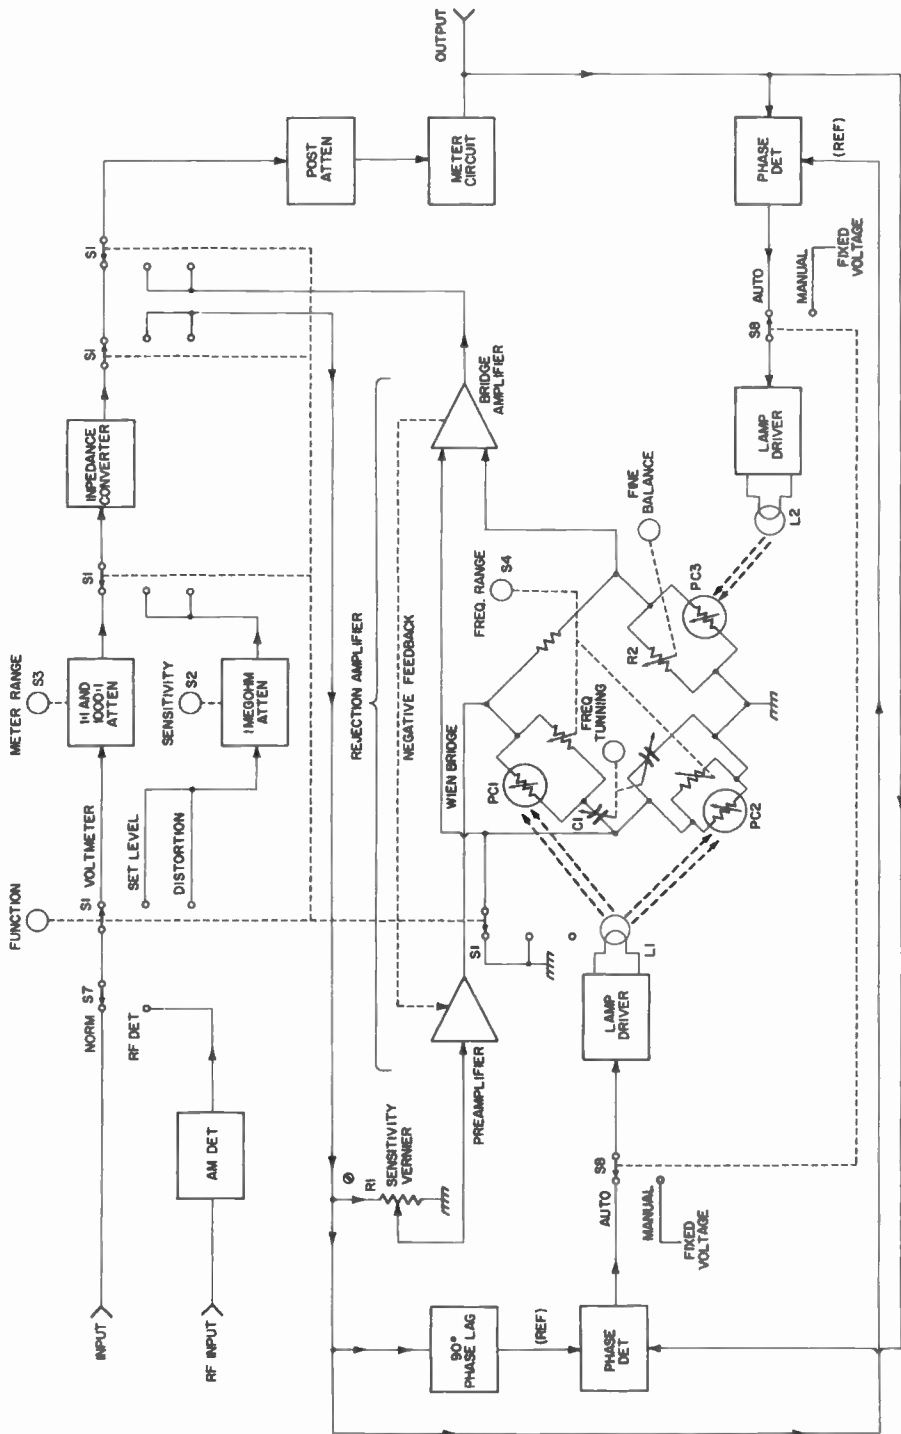 INPUT
RF INPUT
AM DET
NORM
S7
RF DET
FUNCTION
S1
VOLTMETER
SET LEVEL
DISTORTION
METER RANGE
S3
1:1 AND
1000:1
ATTEN
SENSITIVITY
S2
1 MEGOHM
ATTEN
S1
IMPEDANCE
CONVERTER
S1
S1
POST
ATTEN
METER
CIRCUIT
OUTPUT
REJECTION AMPLIFIER
NEGATIVE FEEDBACK
Ø
R1
SENSITIVITY
VERNIER
PREAMPLIFIER
S1
WIEN BRIDGE
BRIDGE
AMPLIFIER
FREQ. RANGE
S4
FINE
BALANCE
PC1
C1
FREQ
TUNNING
R2
PC3
PC2
L1
LAMP
DRIVER
L2
LAMP
DRIVER
90°
PHASE LAG
(REF)
PHASE
DET
AUTO
S8
MANUAL
FIXED
VOLTAGE
S8
AUTO
MANUAL
FIXED
VOLTAGE
PHASE
DET
(REF)